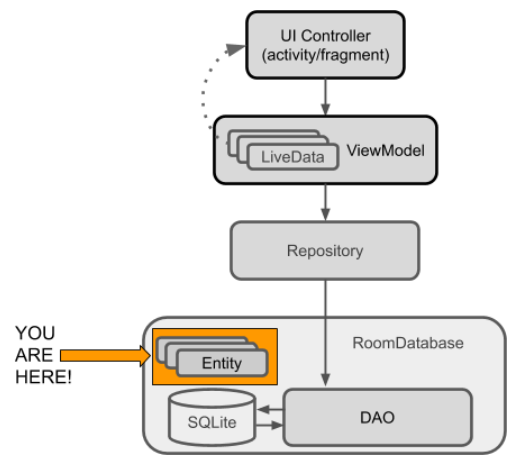 UI Controller
(activity/fragment)
LiveData
ViewModel
Repository
YOU
ARE
HERE!
RoomDatabase
Entity
SQLite
DAO